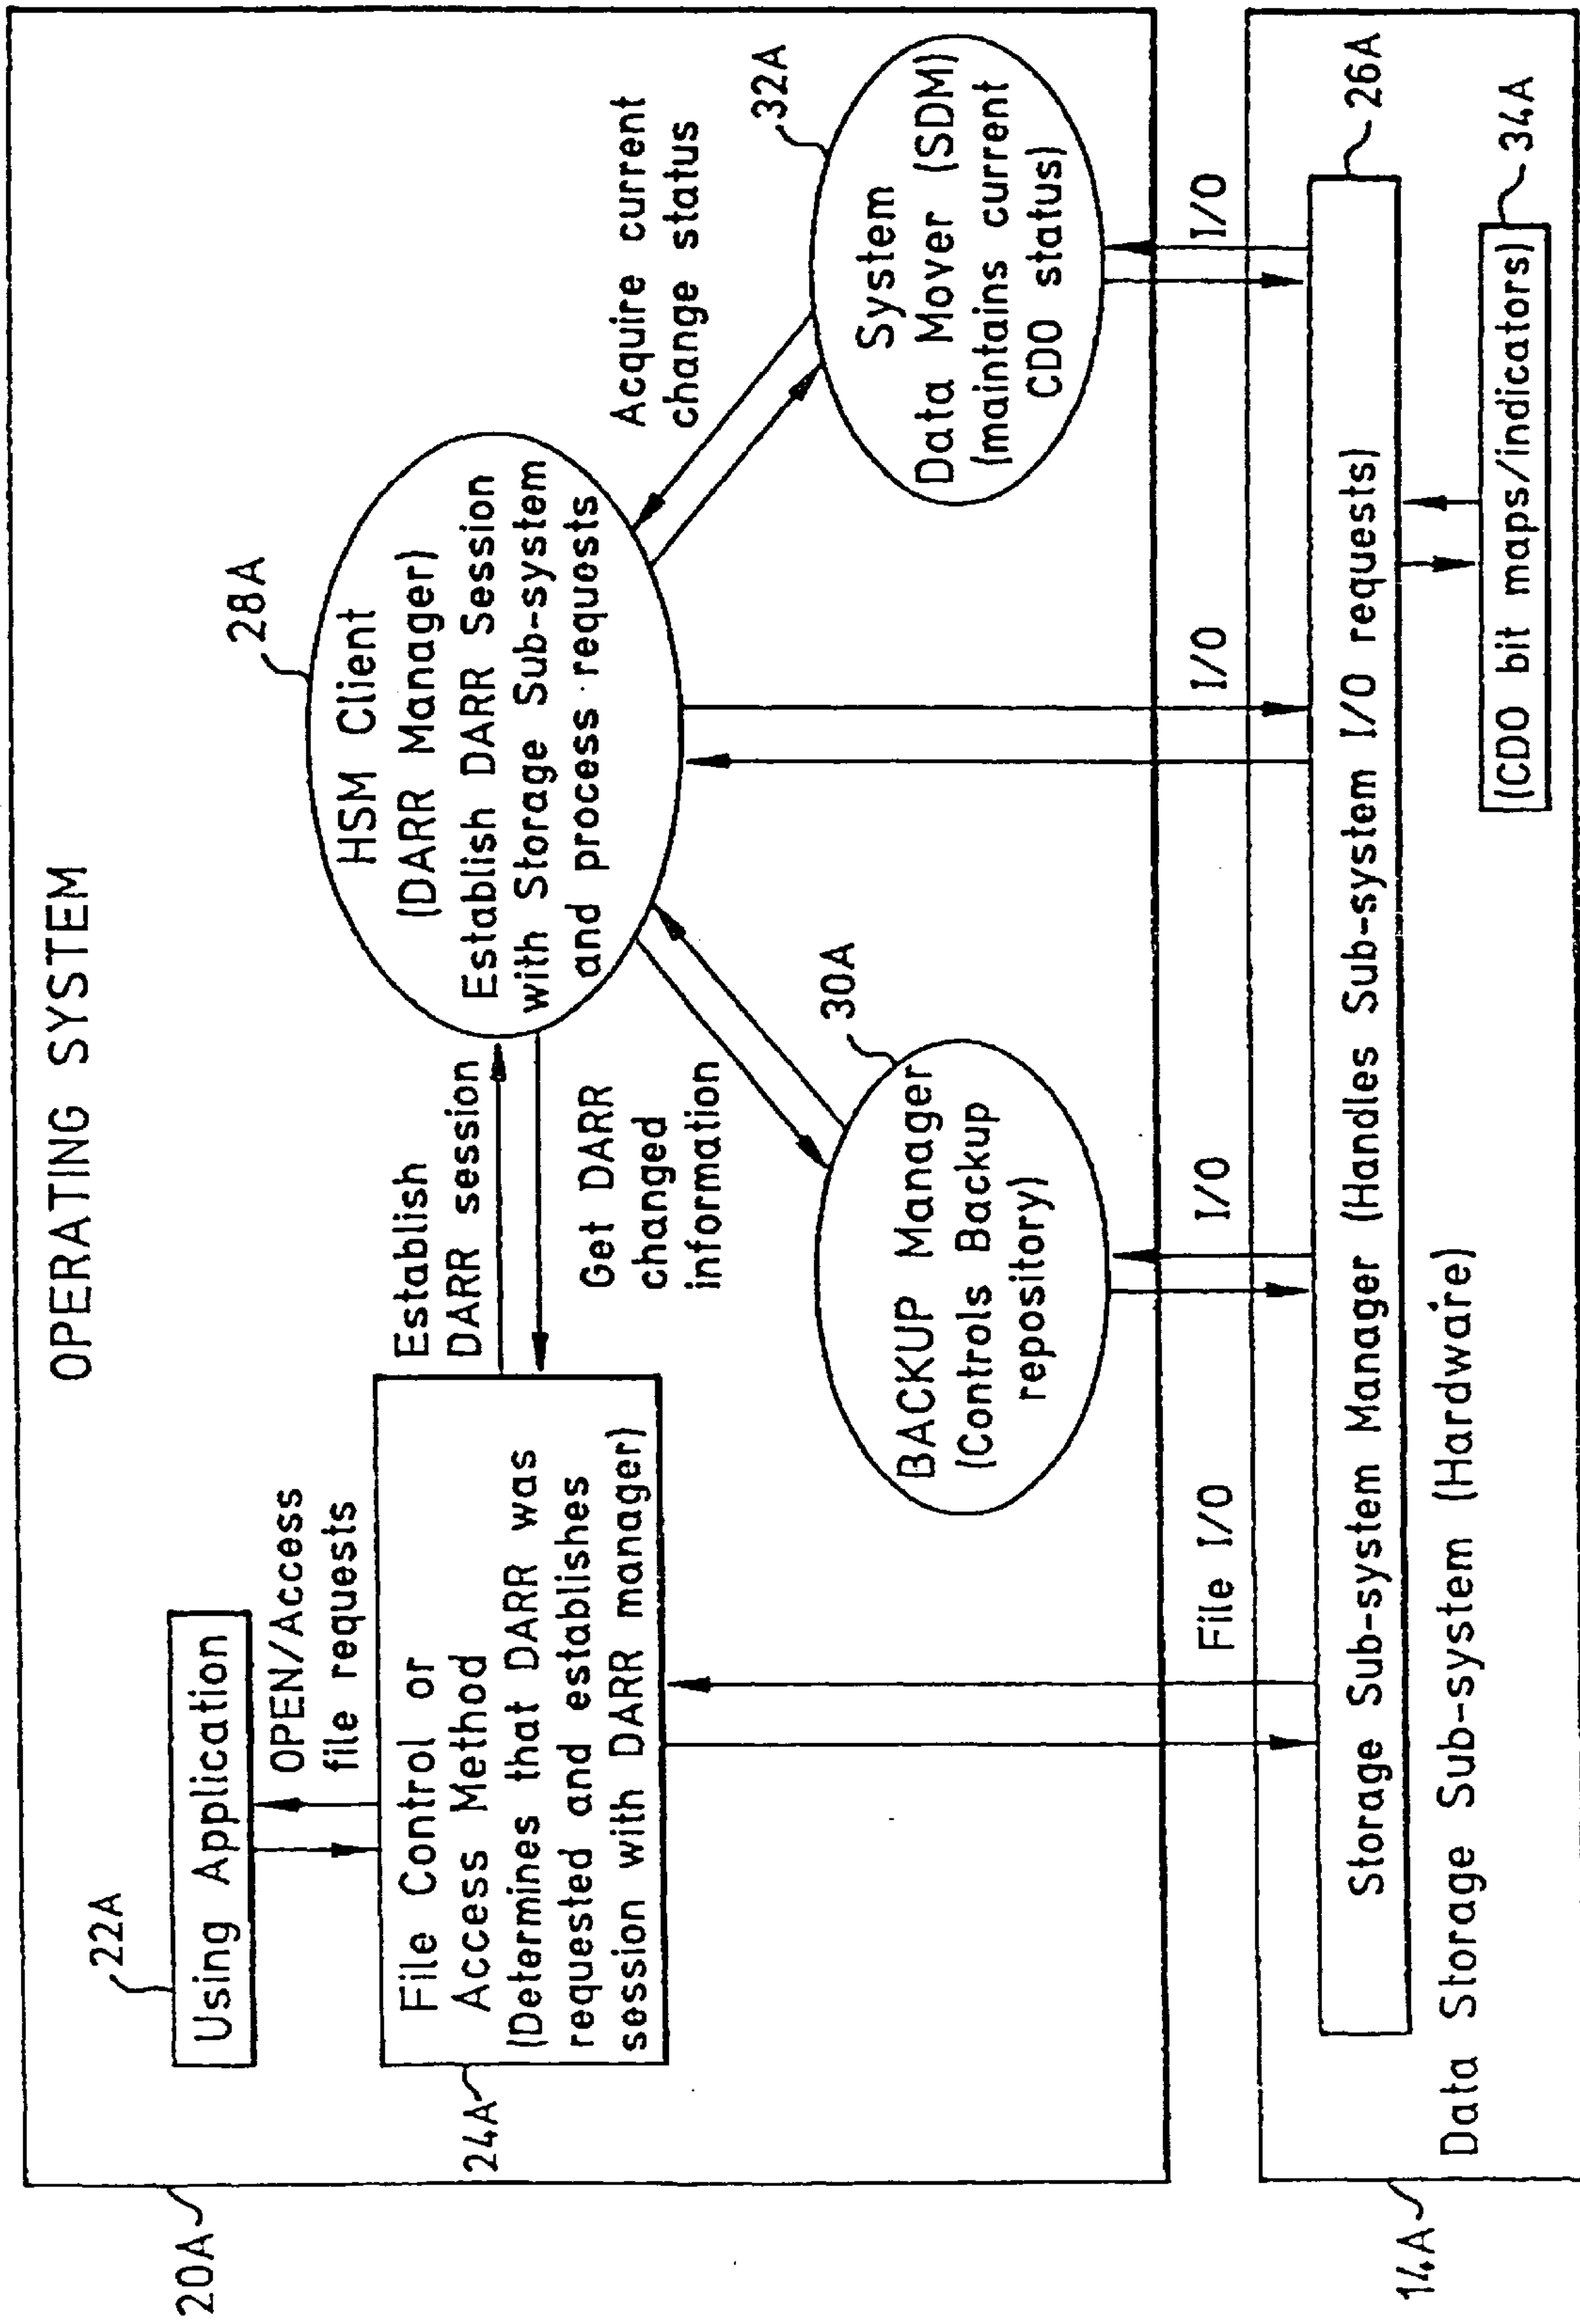 OPERATING SYSTEM
20A
22A
Using Application
OPEN/Access
file requests
24A
File Control or
Access Method
(Determines that DARR was
requested and establishes
session with DARR manager)
Establish
DARR session
Get DARR
changed
information
28A
HSM Client
(DARR Manager)
Establish DARR Session
with Storage Sub-system
and process requests
Acquire current
change status
30A
BACKUP Manager
(Controls Backup
repository)
32A
System
Data Mover (SDM)
(maintains current
CDO status)
File I/O
I/O
I/O
I/O
Storage Sub-system Manager (Handles Sub-system I/O requests)
26A
Data Storage Sub-system (Hardware)
(CDO bit maps/indicators)
34A
14A